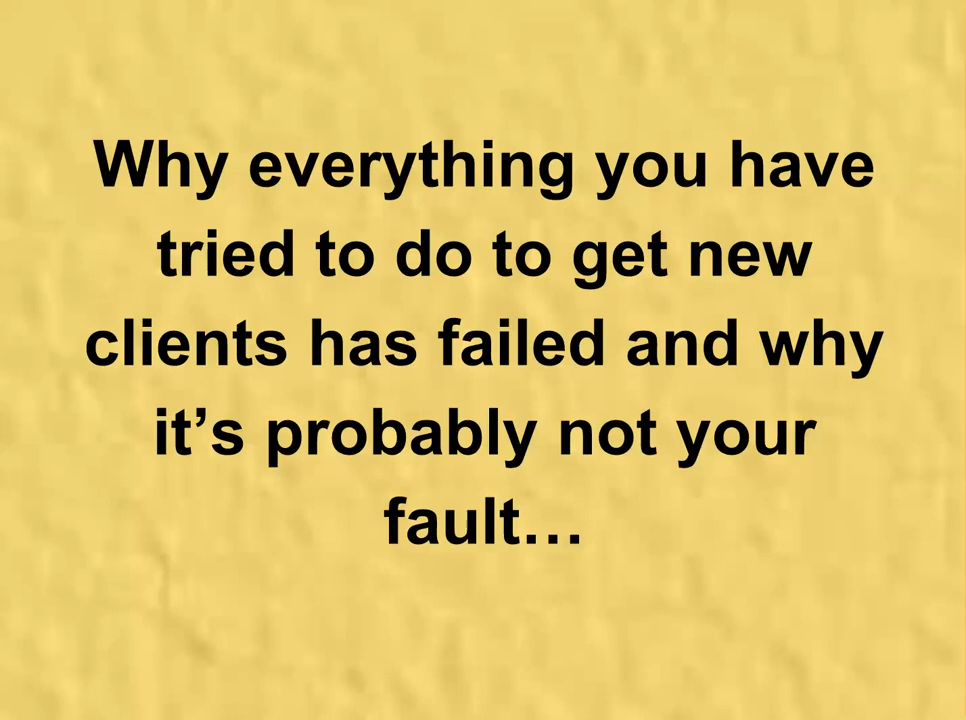 Why everything you have
tried to do to get new
clients has failed and why
it’s probably not your
fault…